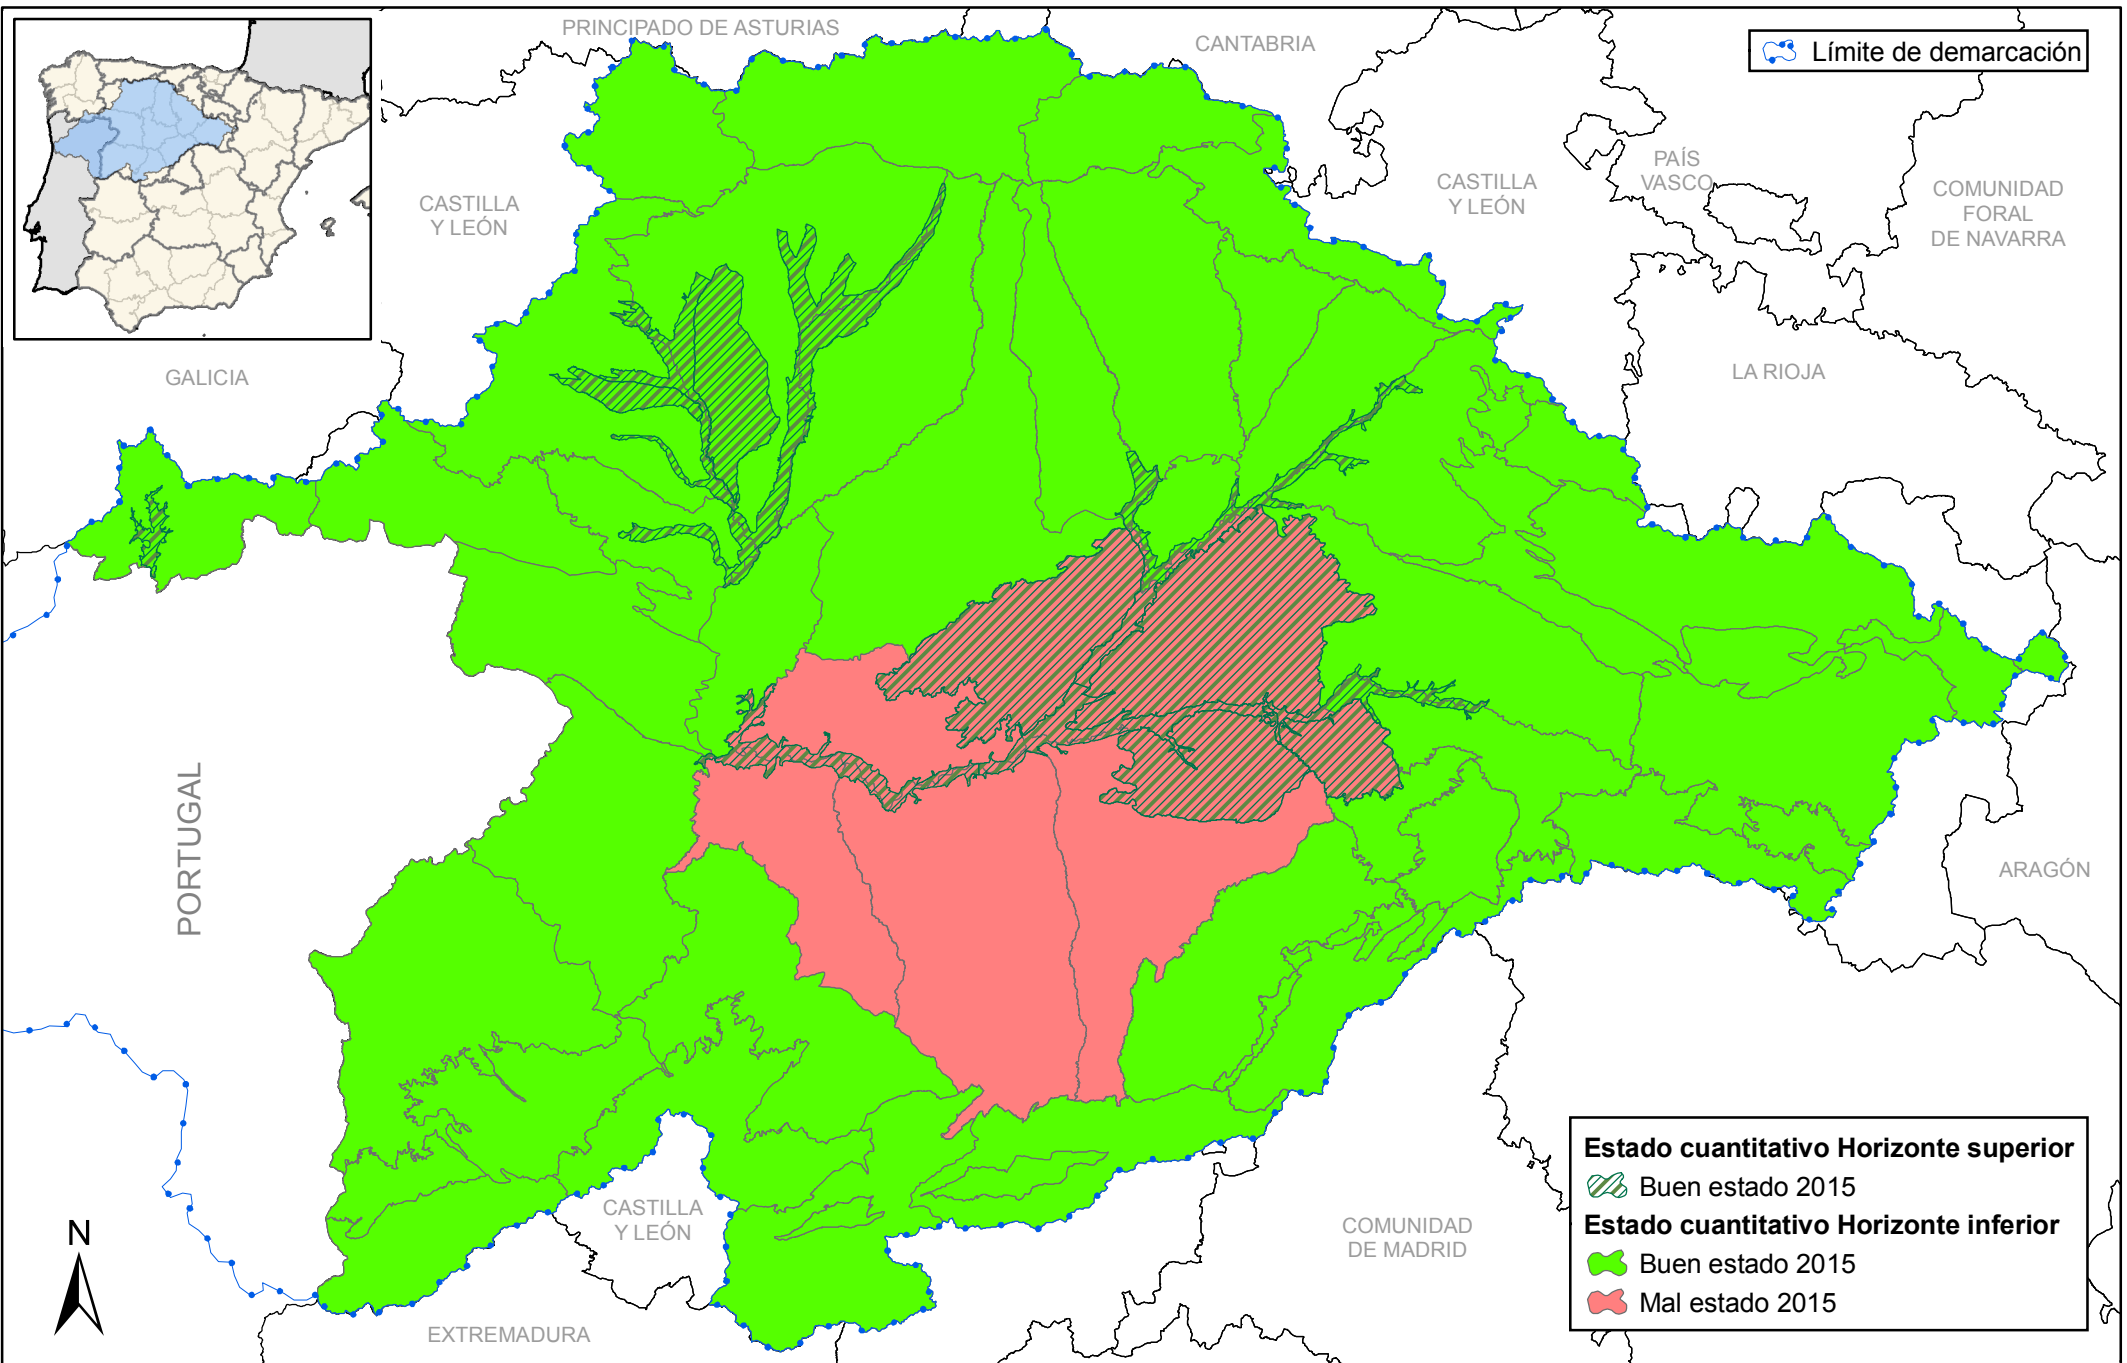 PRINCIPADO DE ASTURIAS
CANTABRIA
Límite de demarcación
CASTILLA
Y LEÓN
CASTILLA
Y LEÓN
PAÍS
VASCO
COMUNIDAD
FORAL
DE NAVARRA
GALICIA
LA RIOJA
PORTUGAL
ARAGÓN
CASTILLA
Y LEÓN
COMUNIDAD
DE MADRID
EXTREMADURA
N
Estado cuantitativo Horizonte superior
Buen estado 2015
Estado cuantitativo Horizonte inferior
Buen estado 2015
Mal estado 2015